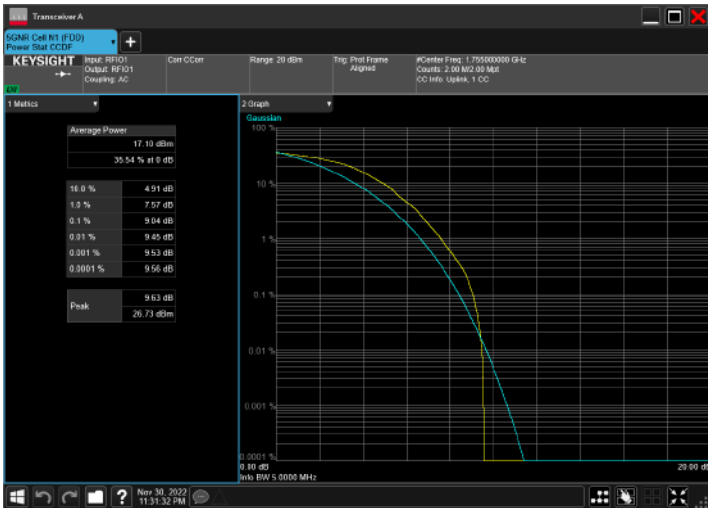 Transceiver A
5GNR Cell N1 (FDD)
Power Stat CCDF
KEYSIGHT
Input: RFIO1
Output: RFIO1
Coupling: AC
Corr CCorr
Range: 20 dBm
Trig: Prot Frame
Aligned
#Center Freq: 1.755000000 GHz
Counts: 2.00 M/2.00 Mpt
CC Info: Uplink, 1 CC
1 Metrics
Average Power
17.10 dBm
35.54 % at 0 dB
10.0 % 4.91 dB
1.0 % 7.57 dB
0.1 % 9.04 dB
0.01 % 9.45 dB
0.001 % 9.53 dB
0.0001 % 9.56 dB
Peak
9.63 dB
26.73 dBm
2 Graph
Gaussian
100 %
10 %
1 %
0.1 %
0.01 %
0.001 %
0.0001 %
0.00 dB 20.00 dB
Info BW 5.0000 MHz
?
Nov 30, 2022
11:31:32 PM